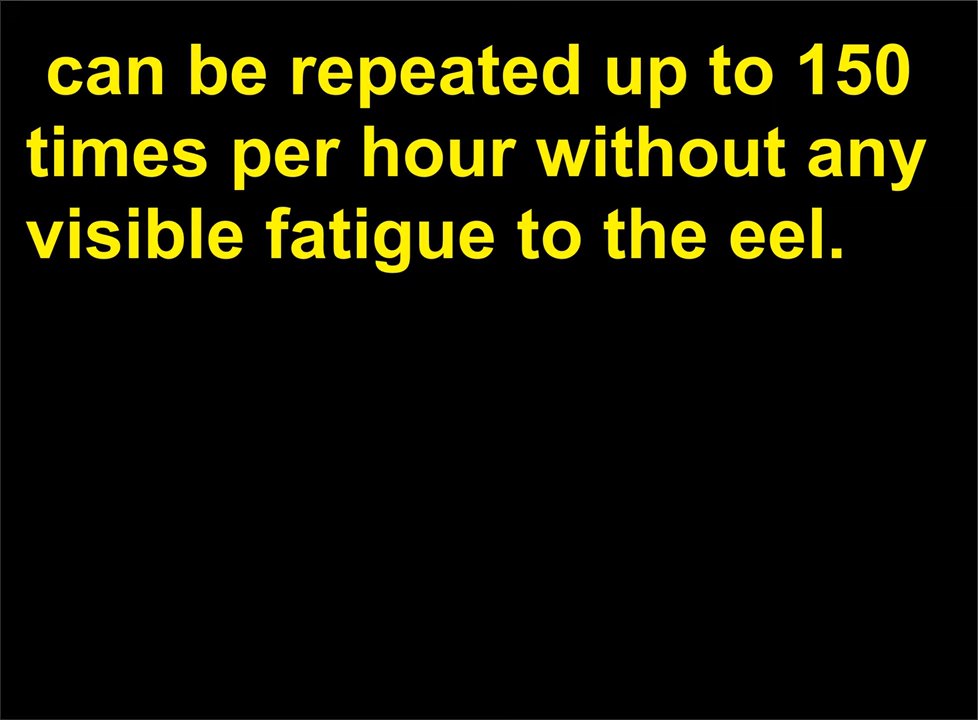 can be repeated up to 150
times per hour without any
visible fatigue to the eel.